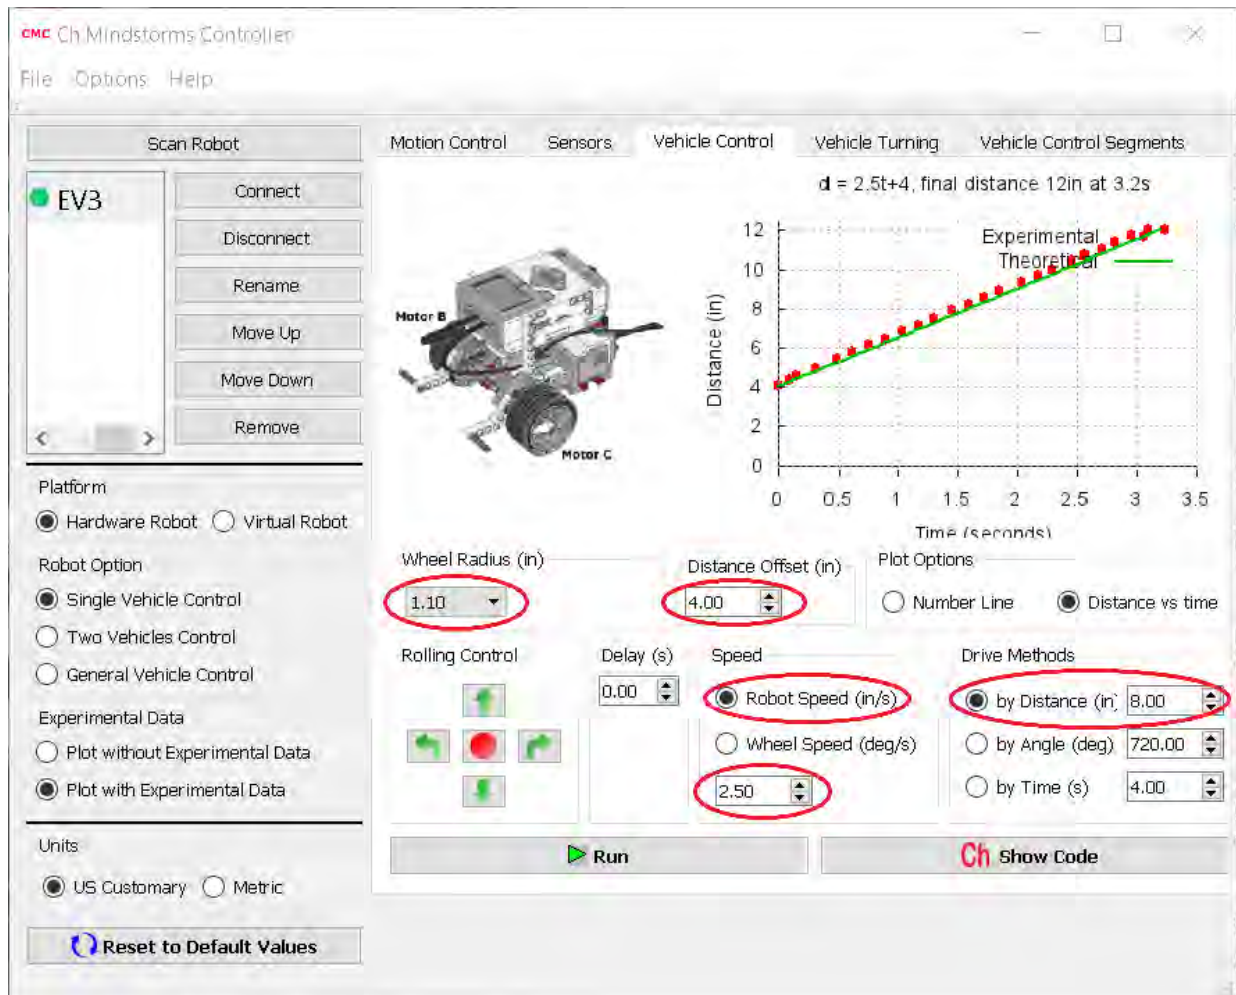 CMC Ch Mindstorms Controller
File Options Help
Scan Robot
EV3
Connect
Disconnect
Rename
Move Up
Move Down
Remove
Platform
Hardware Robot Virtual Robot
Robot Option
Single Vehicle Control
Two Vehicles Control
General Vehicle Control
Experimental Data
Plot without Experimental Data
Plot with Experimental Data
Units
US Customary Metric
Reset to Default Values
Motion Control Sensors Vehicle Control Vehicle Turning Vehicle Control Segments
Motor B
Motor C
d = 2.5t+4, final distance 12in at 3.2s
Experimental
Theoretical
Distance (in)
12
10
8
6
4
2
0
0 0.5 1 1.5 2 2.5 3 3.5
Time (seconds)
Wheel Radius (in) Distance Offset (in) Plot Options
1.10 4.00 Number Line Distance vs time
Rolling Control Delay (s) Speed Drive Methods
0.00 Robot Speed (in/s) by Distance (in) 8.00
Wheel Speed (deg/s) by Angle (deg) 720.00
2.50 by Time (s) 4.00
Run Ch Show Code